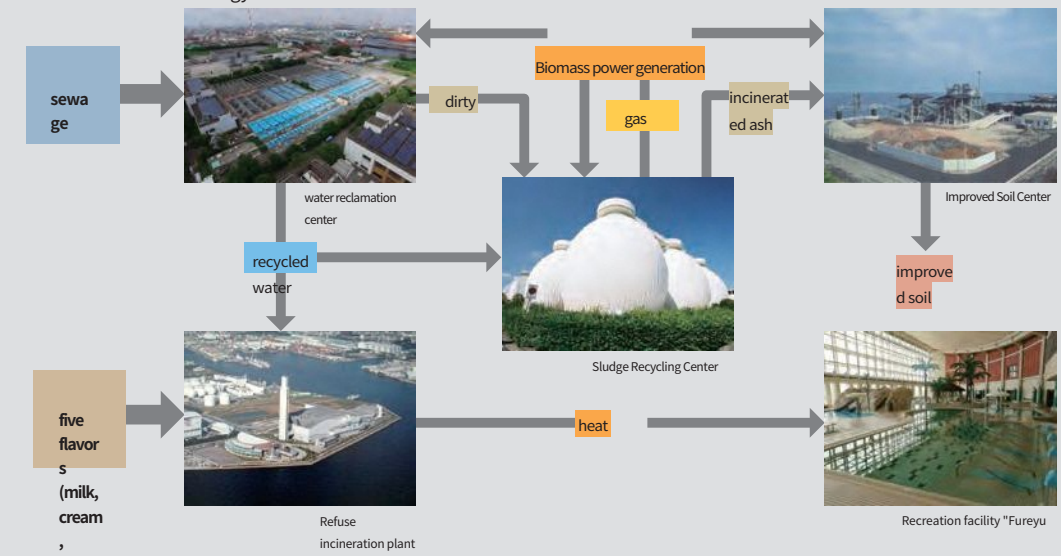 sewa
ge
dirty
Biomass power generation
gas
incinerat
ed ash
water reclamation
center
Improved Soil Center
recycled
water
improve
d soil
Sludge Recycling Center
five
flavor
s
(milk,
cream
,
heat
Refuse
incineration plant
Recreation facility "Fureyu